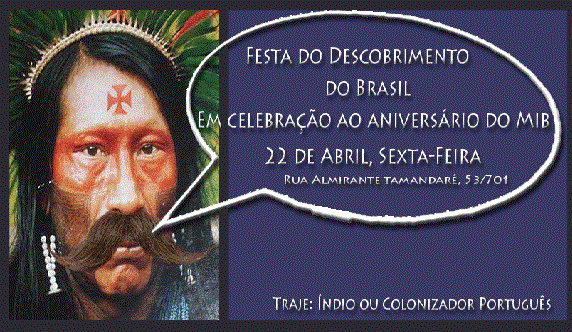 Festa do Descobrimento
do Brasil
Em celebração ao aniversário do Mib
22 de Abril, Sexta-Feira
Rua Almirante tamandaré, 53/701
Traje: Índio ou Colonizador Português